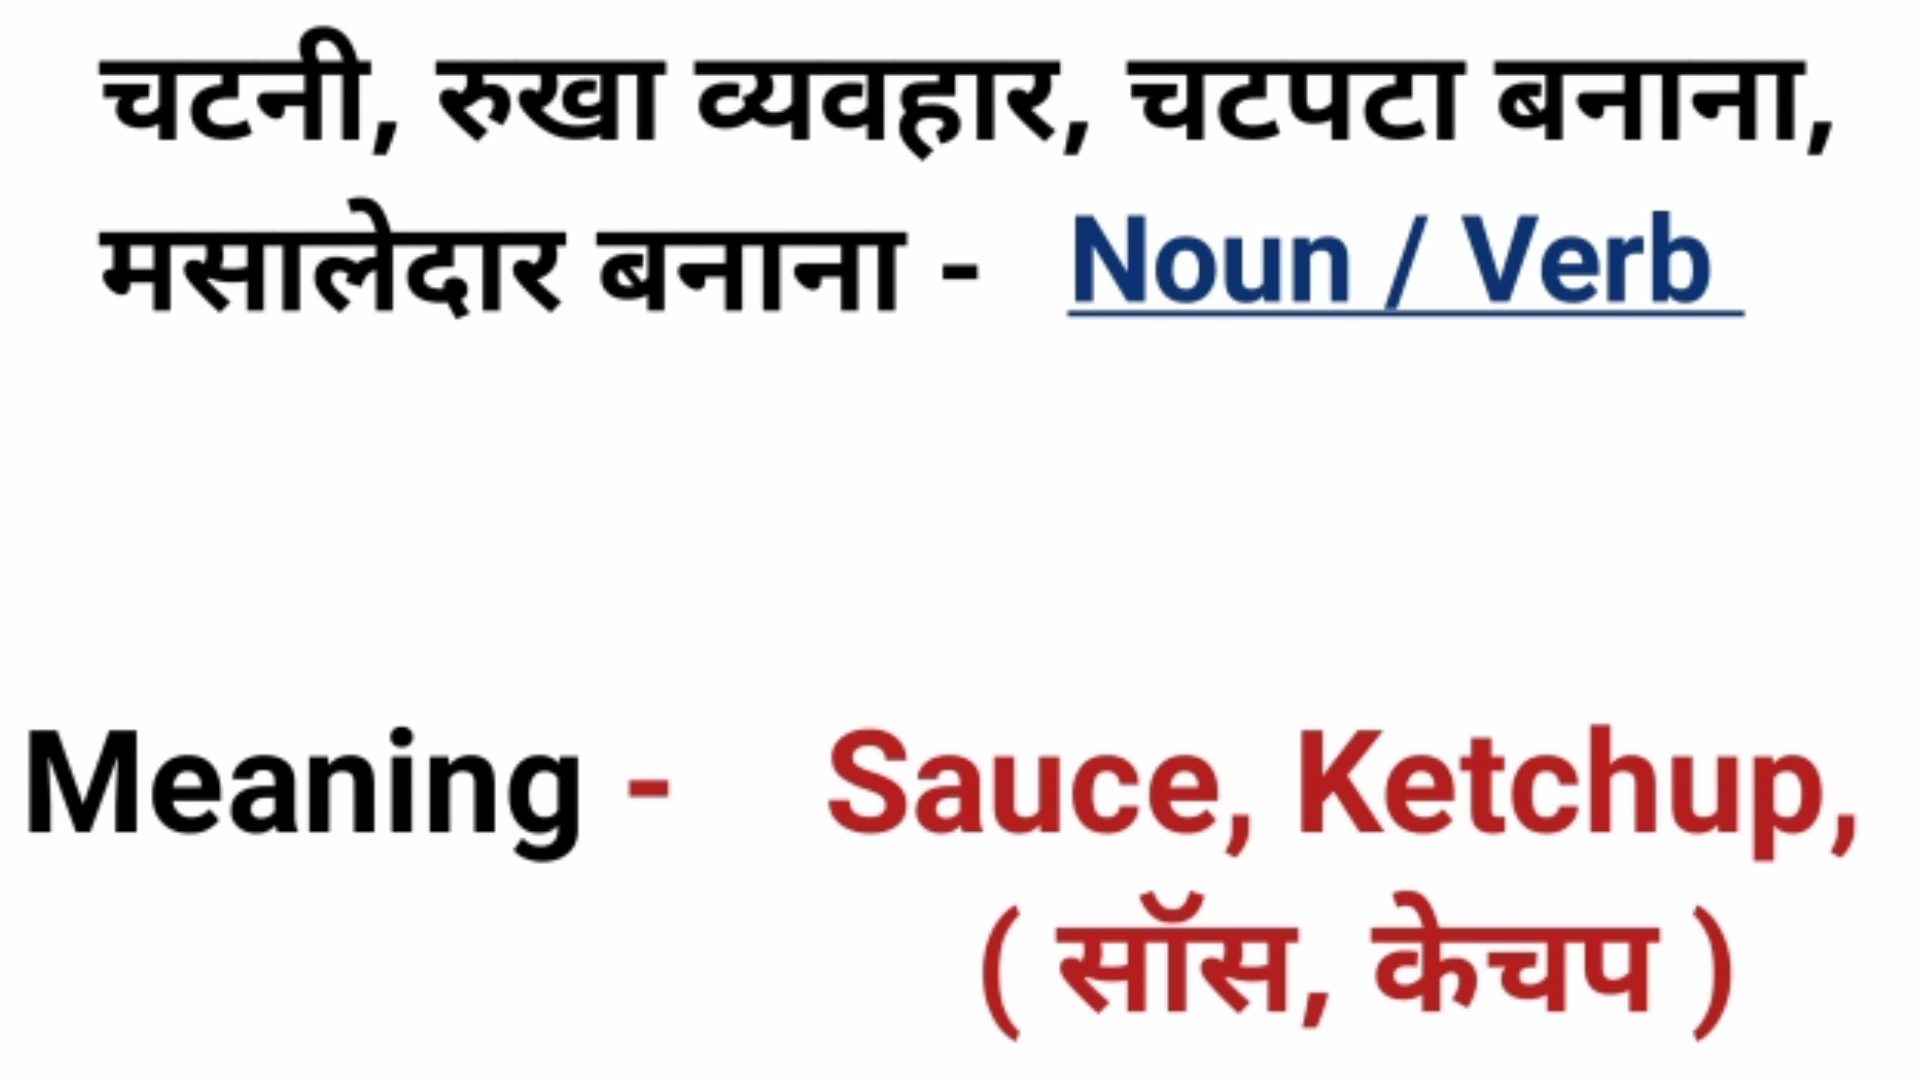 चटनी, रुखा व्यवहार, चटपटा बनाना,
मसालेदार बनाना - Noun / Verb
Meaning - Sauce, Ketchup,
( सॉस, केचप )